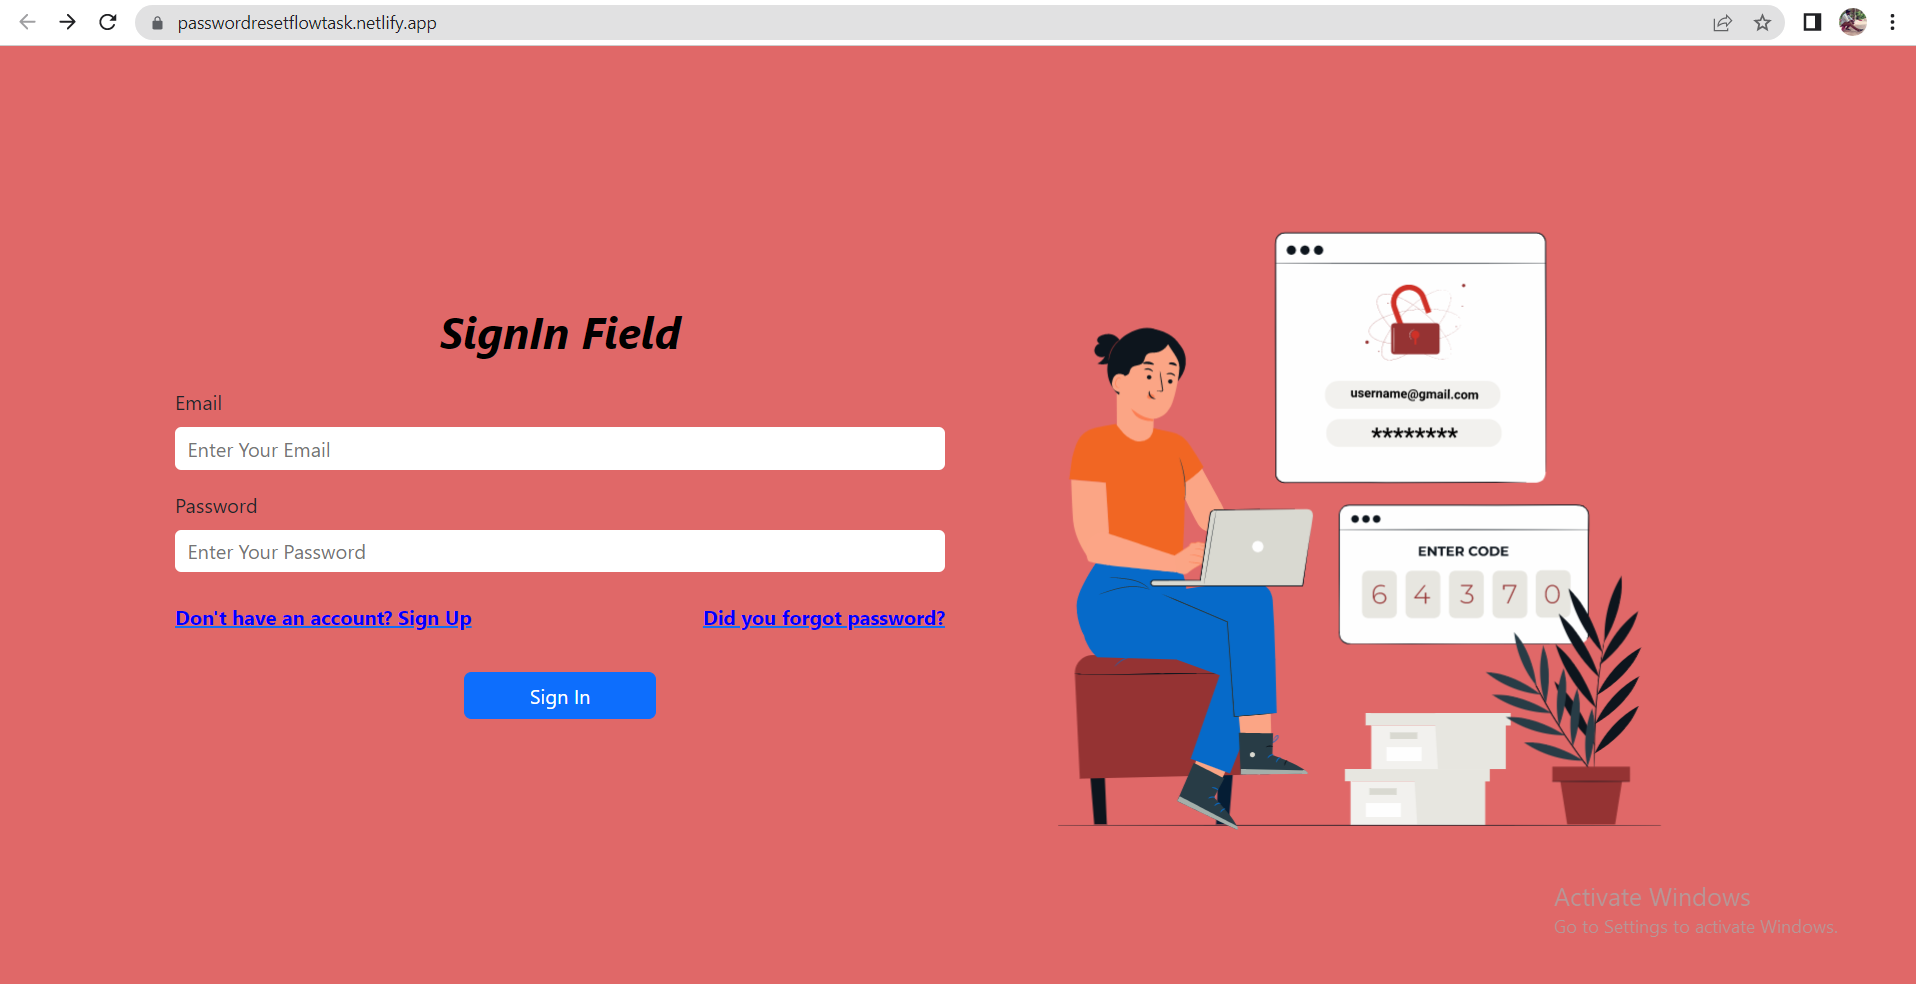 passwordresetflowtask.netlify.app
SignIn Field
Email
Enter Your Email
Password
Enter Your Password
Don't have an account? Sign Up
Did you forgot password?
Sign In
username@gmail.com
********
ENTER CODE
6 4 3 7 0
Activate Windows
Go to Settings to activate Windows.